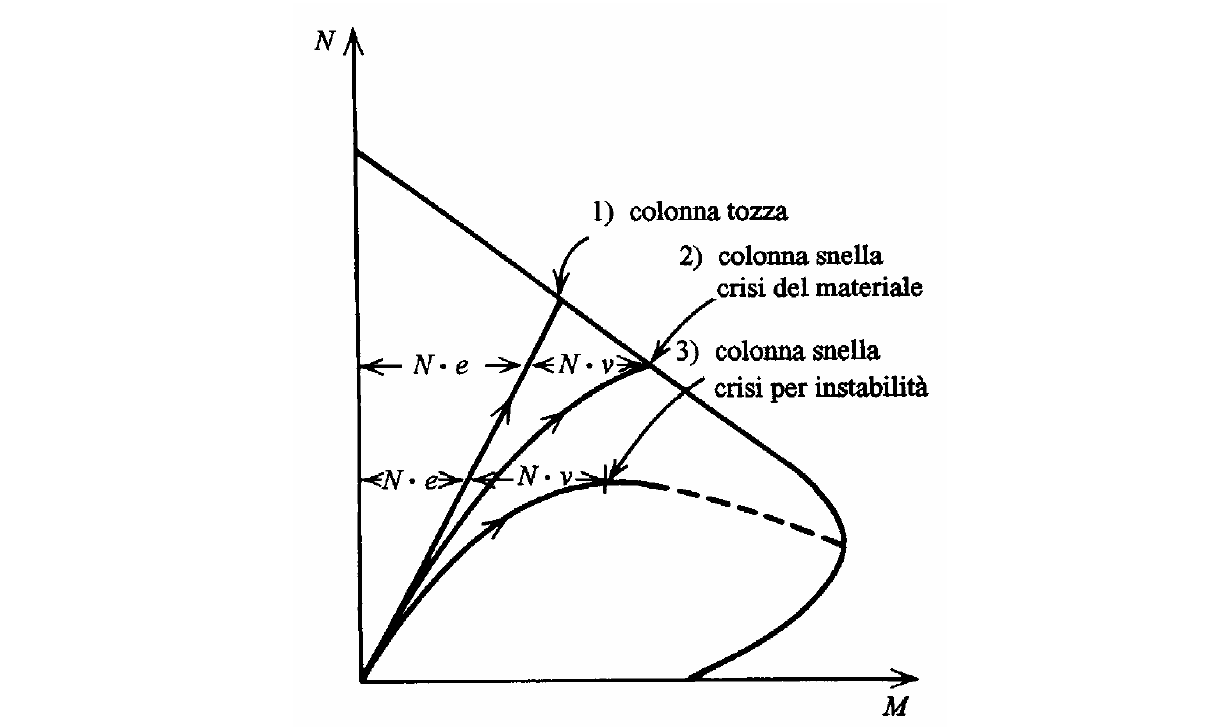 N
1) colonna tozza
2) colonna snella
crisi del materiale
3) colonna snella
crisi per instabilità
N · e
N · v
N · e
N · v
M